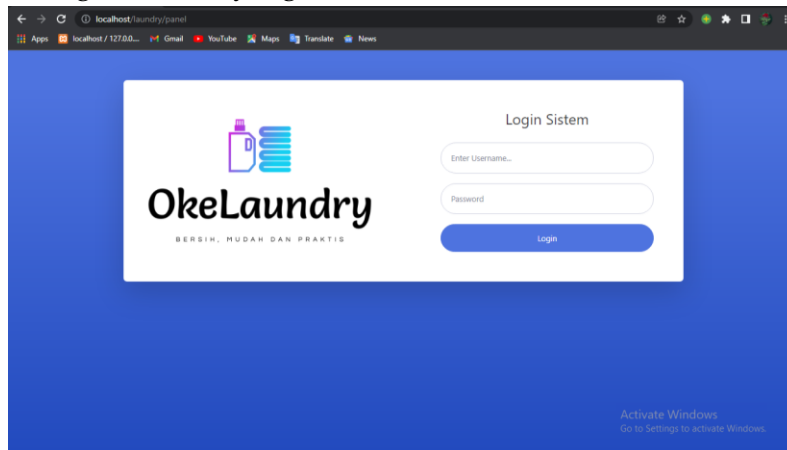 localhost/laundry/panel
Apps localhost / 127.0.0... Gmail YouTube Maps Translate News
Login Sistem
Enter Username...
Password
Login
OkeLaundry
BERSIH, MUDAH DAN PRAKTIS
Activate Windows
Go to Settings to activate Windows.